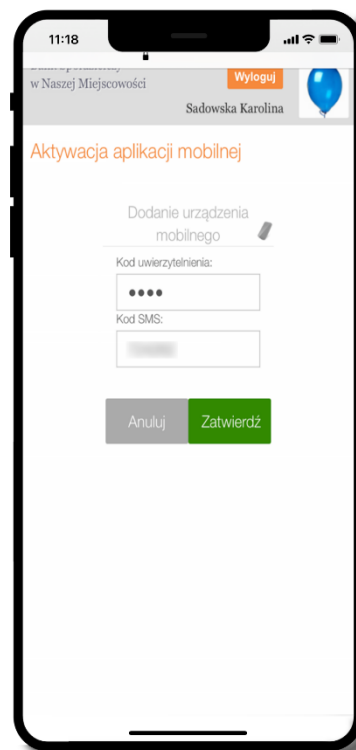 11:18
w Naszej Miejscowości
Wyloguj
Sadowska Karolina
Aktywacja aplikacji mobilnej
Dodanie urządzenia
mobilnego
Kod uwierzytelnienia:
••••
Kod SMS:
Anuluj
Zatwierdź